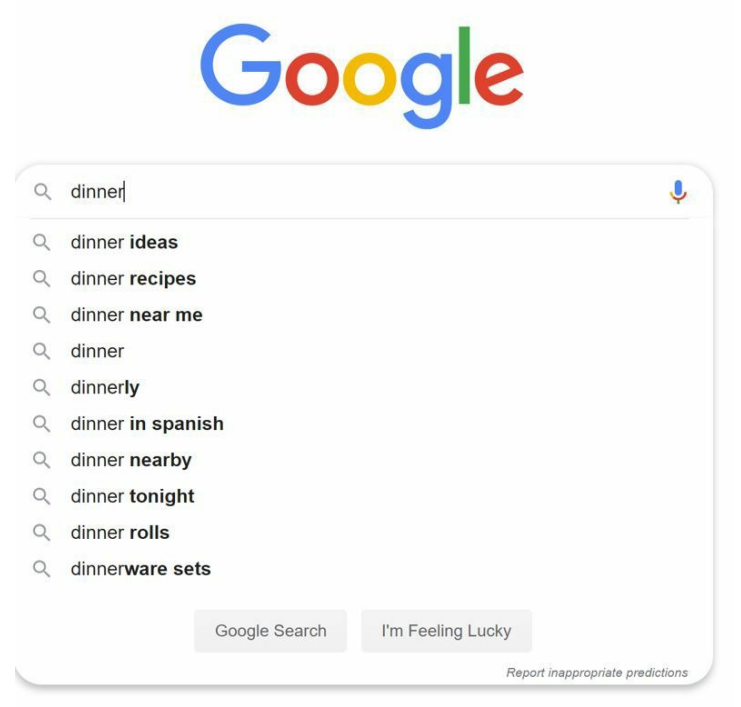 Google
dinner
dinner ideas
dinner recipes
dinner near me
dinner
dinnerly
dinner in spanish
dinner nearby
dinner tonight
dinner rolls
dinnerware sets
Google Search I'm Feeling Lucky
Report inappropriate predictions